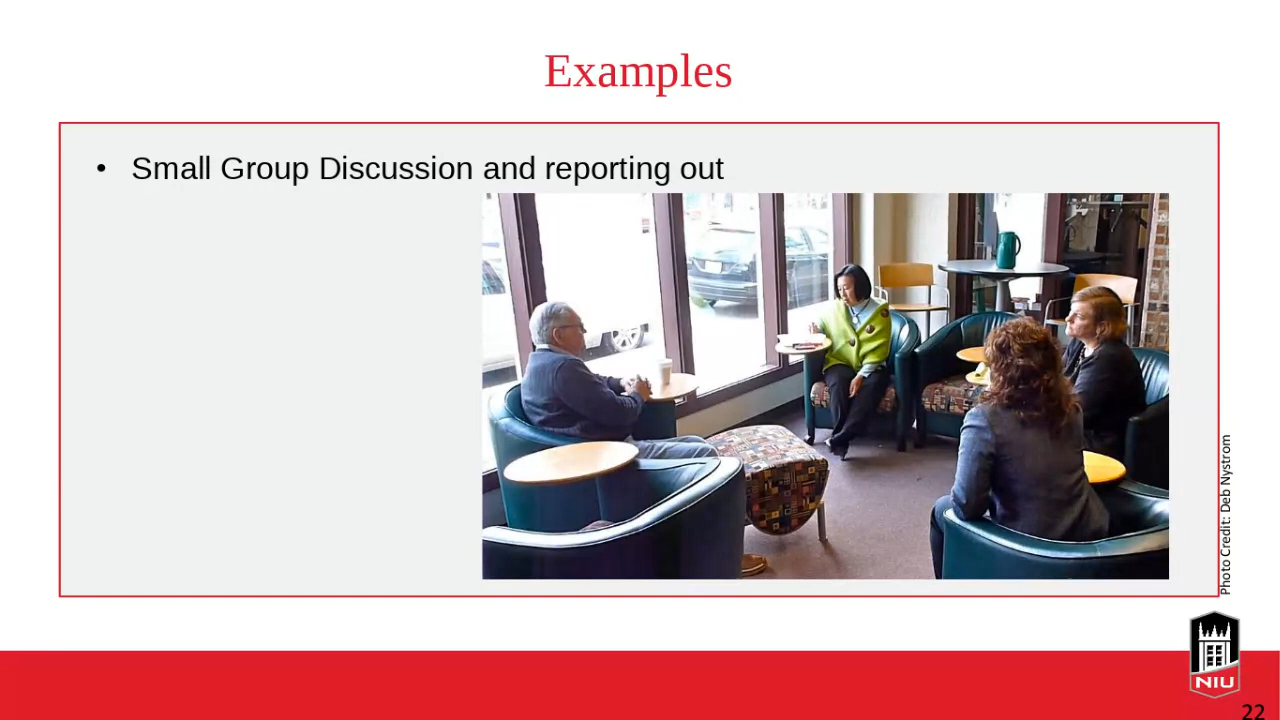 Examples
• Small Group Discussion and reporting out
Photo Credit: Deb Nystrom
NIU
22